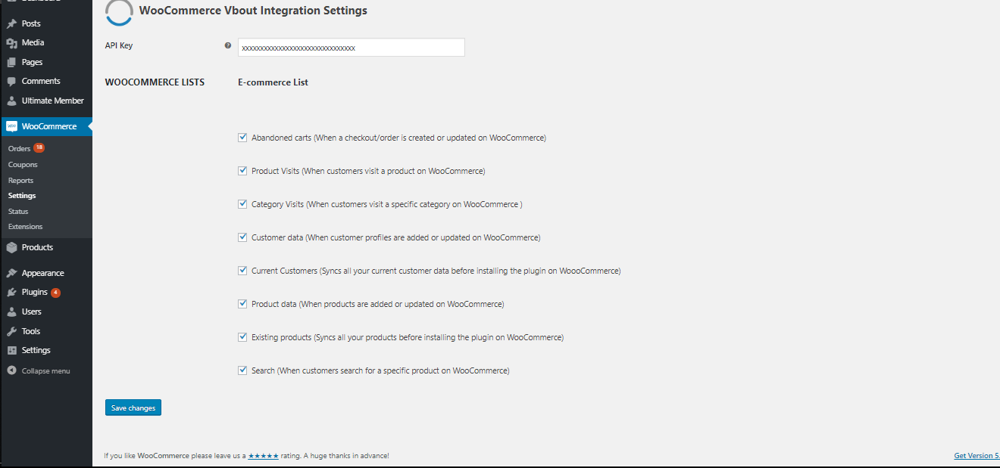 Dashboard
Posts
Media
Pages
Comments
Ultimate Member
Woo WooCommerce
Orders 18
Coupons
Reports
Settings
Status
Extensions
Products
Appearance
Plugins 4
Users
Tools
Settings
Collapse menu
WooCommerce Vbout Integration Settings
API Key ? xxxxxxxxxxxxxxxxxxxxxxxxxxxxxxx
WOOCOMMERCE LISTS E-commerce List
Abandoned carts (When a checkout/order is created or updated on WooCommerce)
Product Visits (When customers visit a product on WooCommerce)
Category Visits (When customers visit a specific category on WooCommerce )
Customer data (When customer profiles are added or updated on WooCommerce)
Current Customers (Syncs all your current customer data before installing the plugin on WoooCommerce)
Product data (When products are added or updated on WooCommerce)
Existing products (Syncs all your products before installing the plugin on WooCommerce)
Search (When customers search for a specific product on WooCommerce)
Save changes
If you like WooCommerce please leave us a ★★★★★ rating. A huge thanks in advance!
Get Version 5.